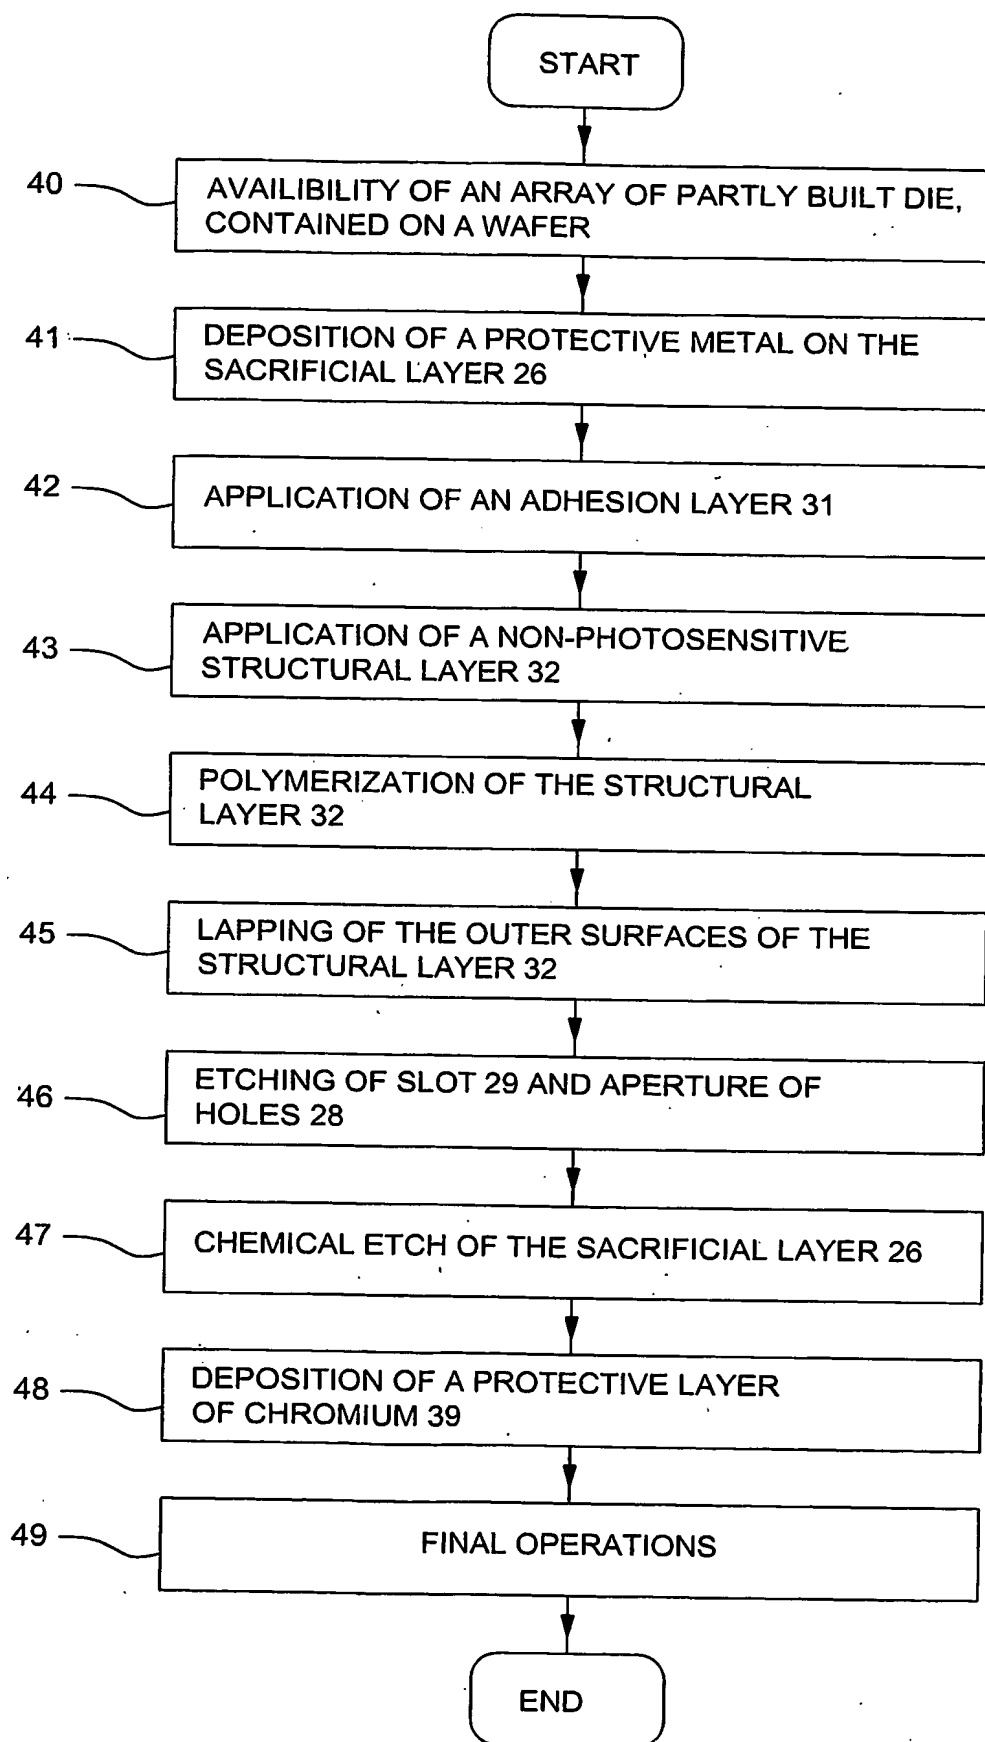 START
40
AVAILIBILITY OF AN ARRAY OF PARTLY BUILT DIE,
CONTAINED ON A WAFER
41
DEPOSITION OF A PROTECTIVE METAL ON THE
SACRIFICIAL LAYER 26
42
APPLICATION OF AN ADHESION LAYER 31
43
APPLICATION OF A NON-PHOTOSENSITIVE
STRUCTURAL LAYER 32
44
POLYMERIZATION OF THE STRUCTURAL
LAYER 32
45
LAPPING OF THE OUTER SURFACES OF THE
STRUCTURAL LAYER 32
46
ETCHING OF SLOT 29 AND APERTURE OF
HOLES 28
47
CHEMICAL ETCH OF THE SACRIFICIAL LAYER 26
48
DEPOSITION OF A PROTECTIVE LAYER
OF CHROMIUM 39
49
FINAL OPERATIONS
END